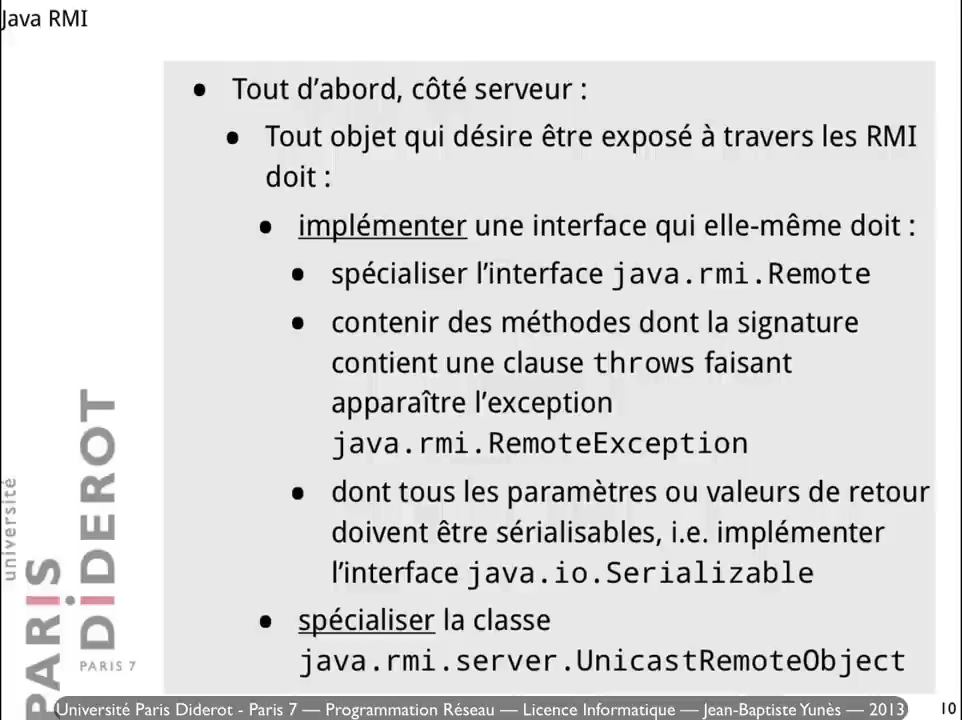 Java RMI
• Tout d’abord, côté serveur :
• Tout objet qui désire être exposé à travers les RMI
doit :
• implémenter une interface qui elle-même doit :
• spécialiser l’interface java.rmi.Remote
• contenir des méthodes dont la signature
contient une clause throws faisant
apparaître l’exception
java.rmi.RemoteException
• dont tous les paramètres ou valeurs de retour
doivent être sérialisables, i.e. implémenter
l’interface java.io.Serializable
• spécialiser la classe
java.rmi.server.UnicastRemoteObject
université
PARIS
DIDEROT
PARIS 7
Université Paris Diderot - Paris 7 — Programmation Réseau — Licence Informatique — Jean-Baptiste Yunès — 2013
10